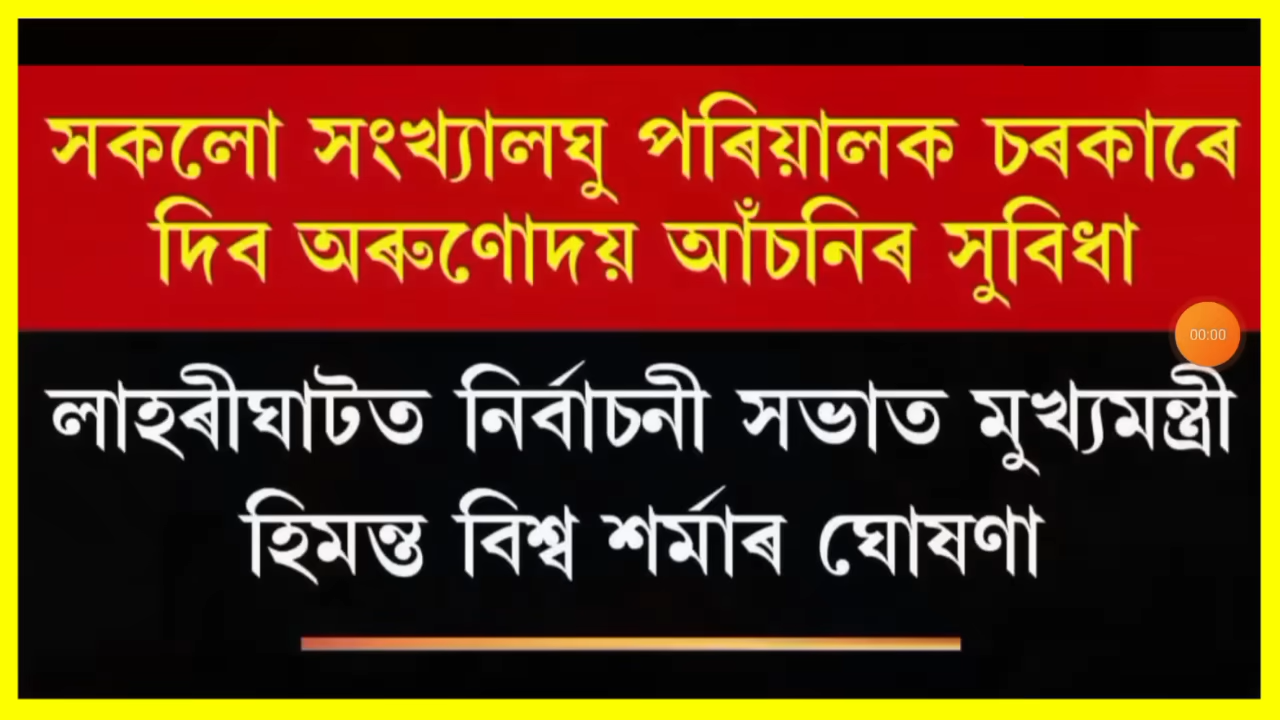 সকলো সংখ্যালঘু পৰিয়ালক চৰকাৰে
দিব অৰুণোদয় আঁচনিৰ সুবিধা
00:00
লাহৰীঘাটত নিৰ্বাচনী সভাত মুখ্যমন্ত্ৰী
হিমন্ত বিশ্ব শৰ্মাৰ ঘোষণা